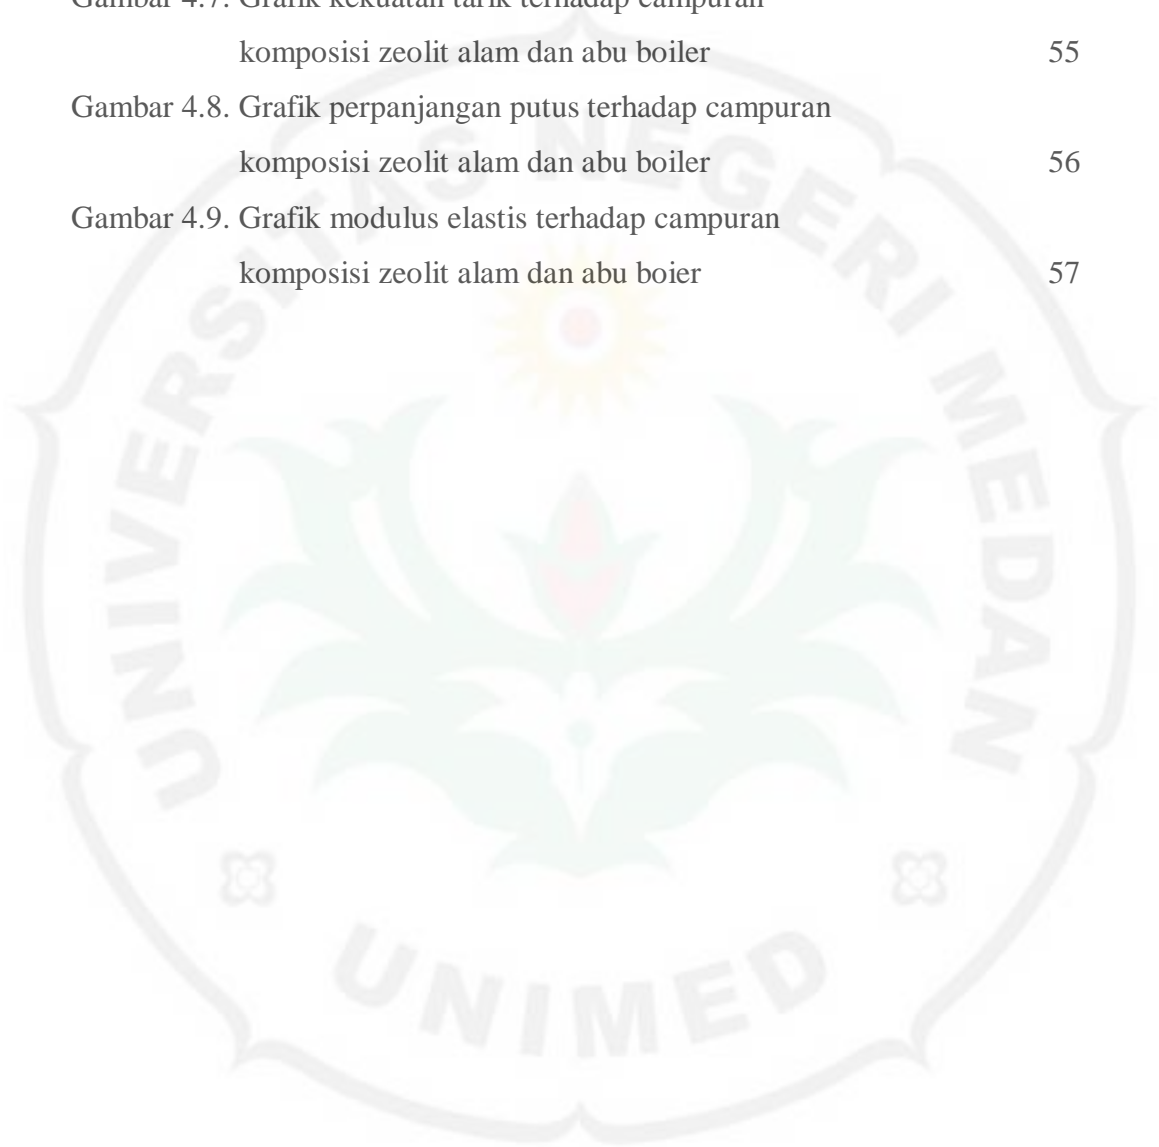 Gambar 4.7. Grafik kekuatan tarik terhadap campuran
komposisi zeolit alam dan abu boiler 55
Gambar 4.8. Grafik perpanjangan putus terhadap campuran
komposisi zeolit alam dan abu boiler 56
Gambar 4.9. Grafik modulus elastis terhadap campuran
komposisi zeolit alam dan abu boier 57
UNIVERSITAS NEGERI MEDAN
UNIMED